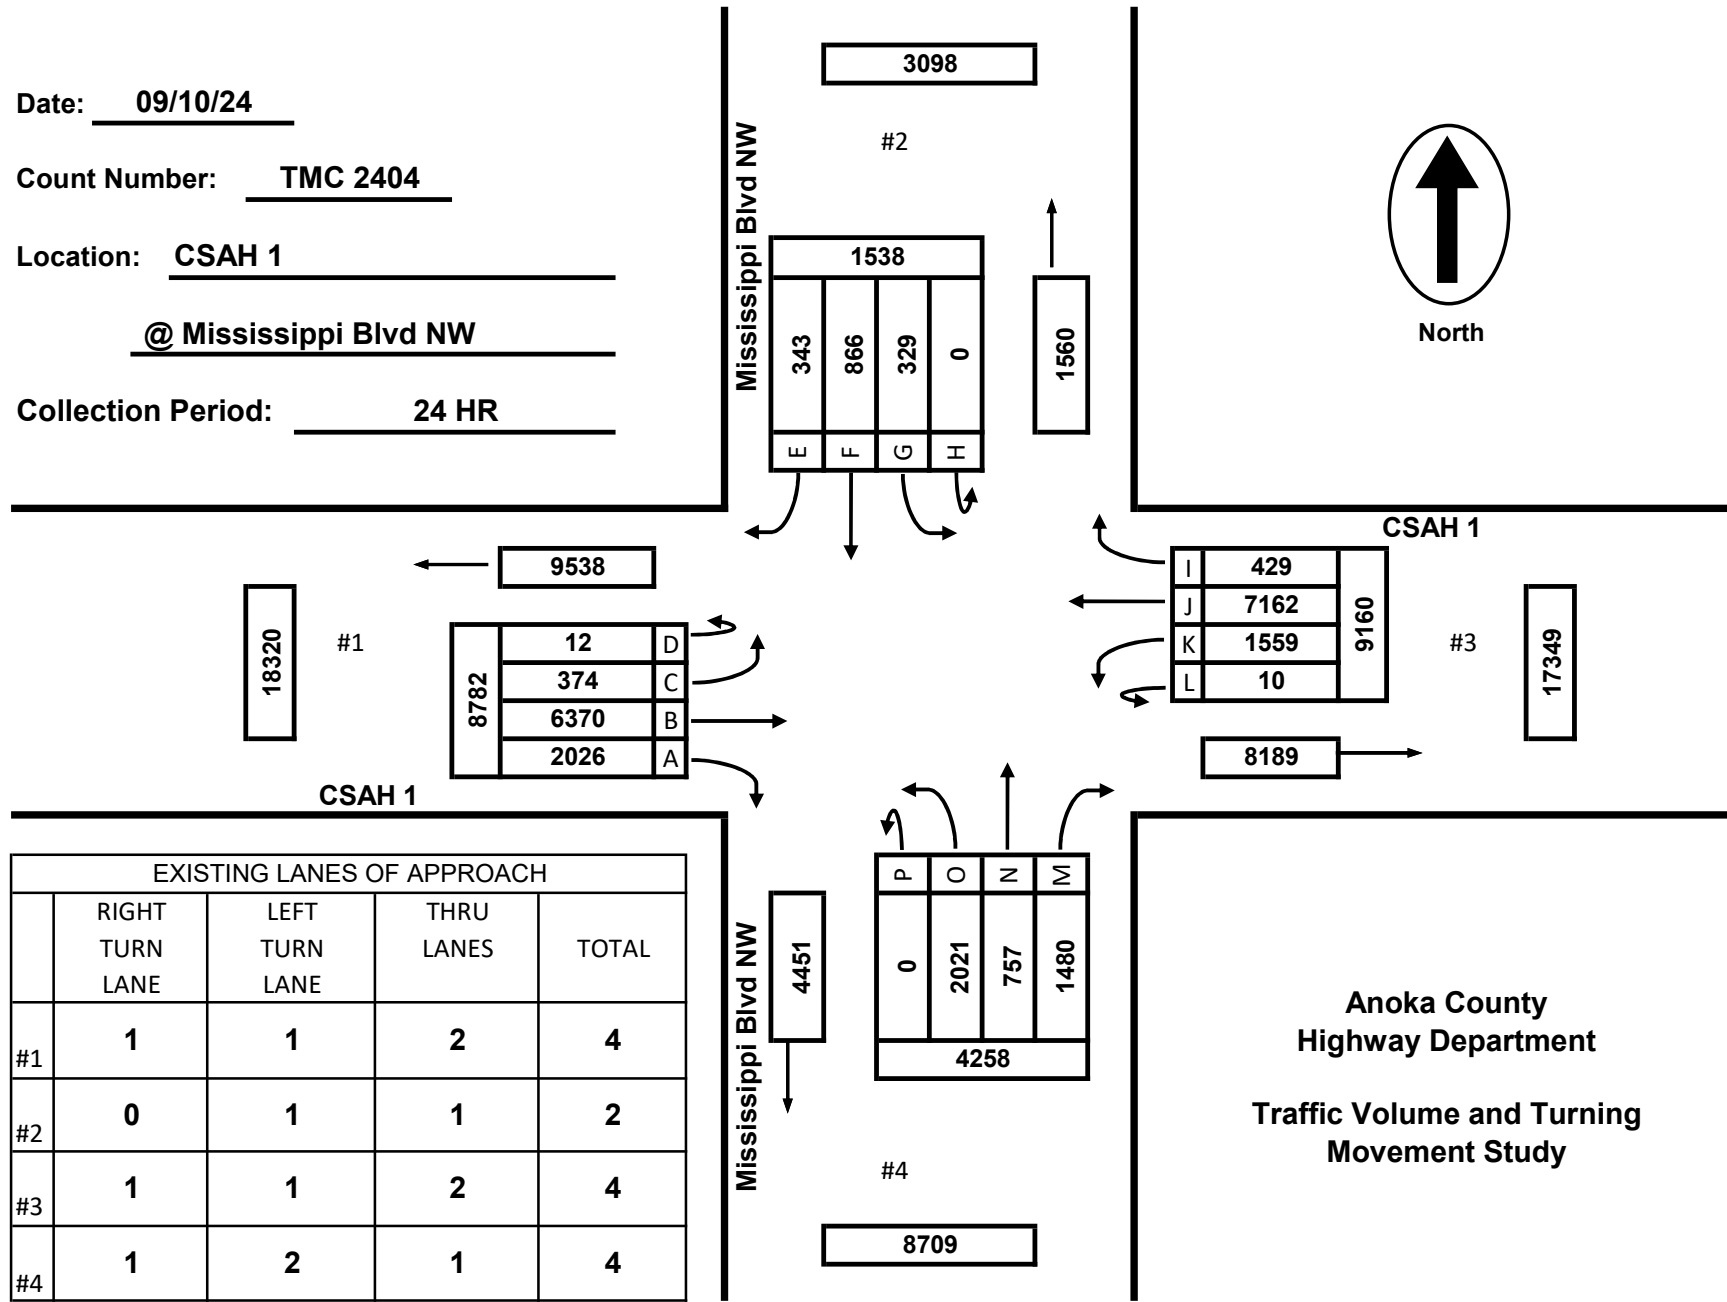 Date: 09/10/24
Count Number: TMC 2404
Location: CSAH 1
@ Mississippi Blvd NW
Collection Period: 24 HR
3098
#2
Mississippi Blvd NW
1538
343 866 329 0
E F G H
1560
North
CSAH 1
9538
18320
#1
8782
12 D
374 C
6370 B
2026 A
CSAH 1
I 429
J 7162
K 1559
L 10
9160
#3
17349
8189
P O N M
0 2021 757 1480
4258
4451
Mississippi Blvd NW
#4
8709
EXISTING LANES OF APPROACH
RIGHT LEFT THRU
TURN TURN LANES TOTAL
LANE LANE
#1 1 1 2 4
#2 0 1 1 2
#3 1 1 2 4
#4 1 2 1 4
Anoka County
Highway Department
Traffic Volume and Turning
Movement Study